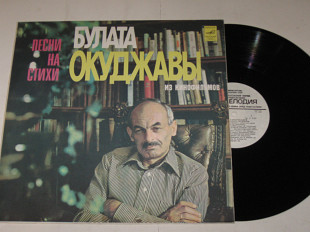 ПЕСНИ
НА
СТИХИ
БУЛАТА
ОКУДЖАВЫ
ИЗ КИНОФИЛЬМОВ
МЕЛОДИЯ